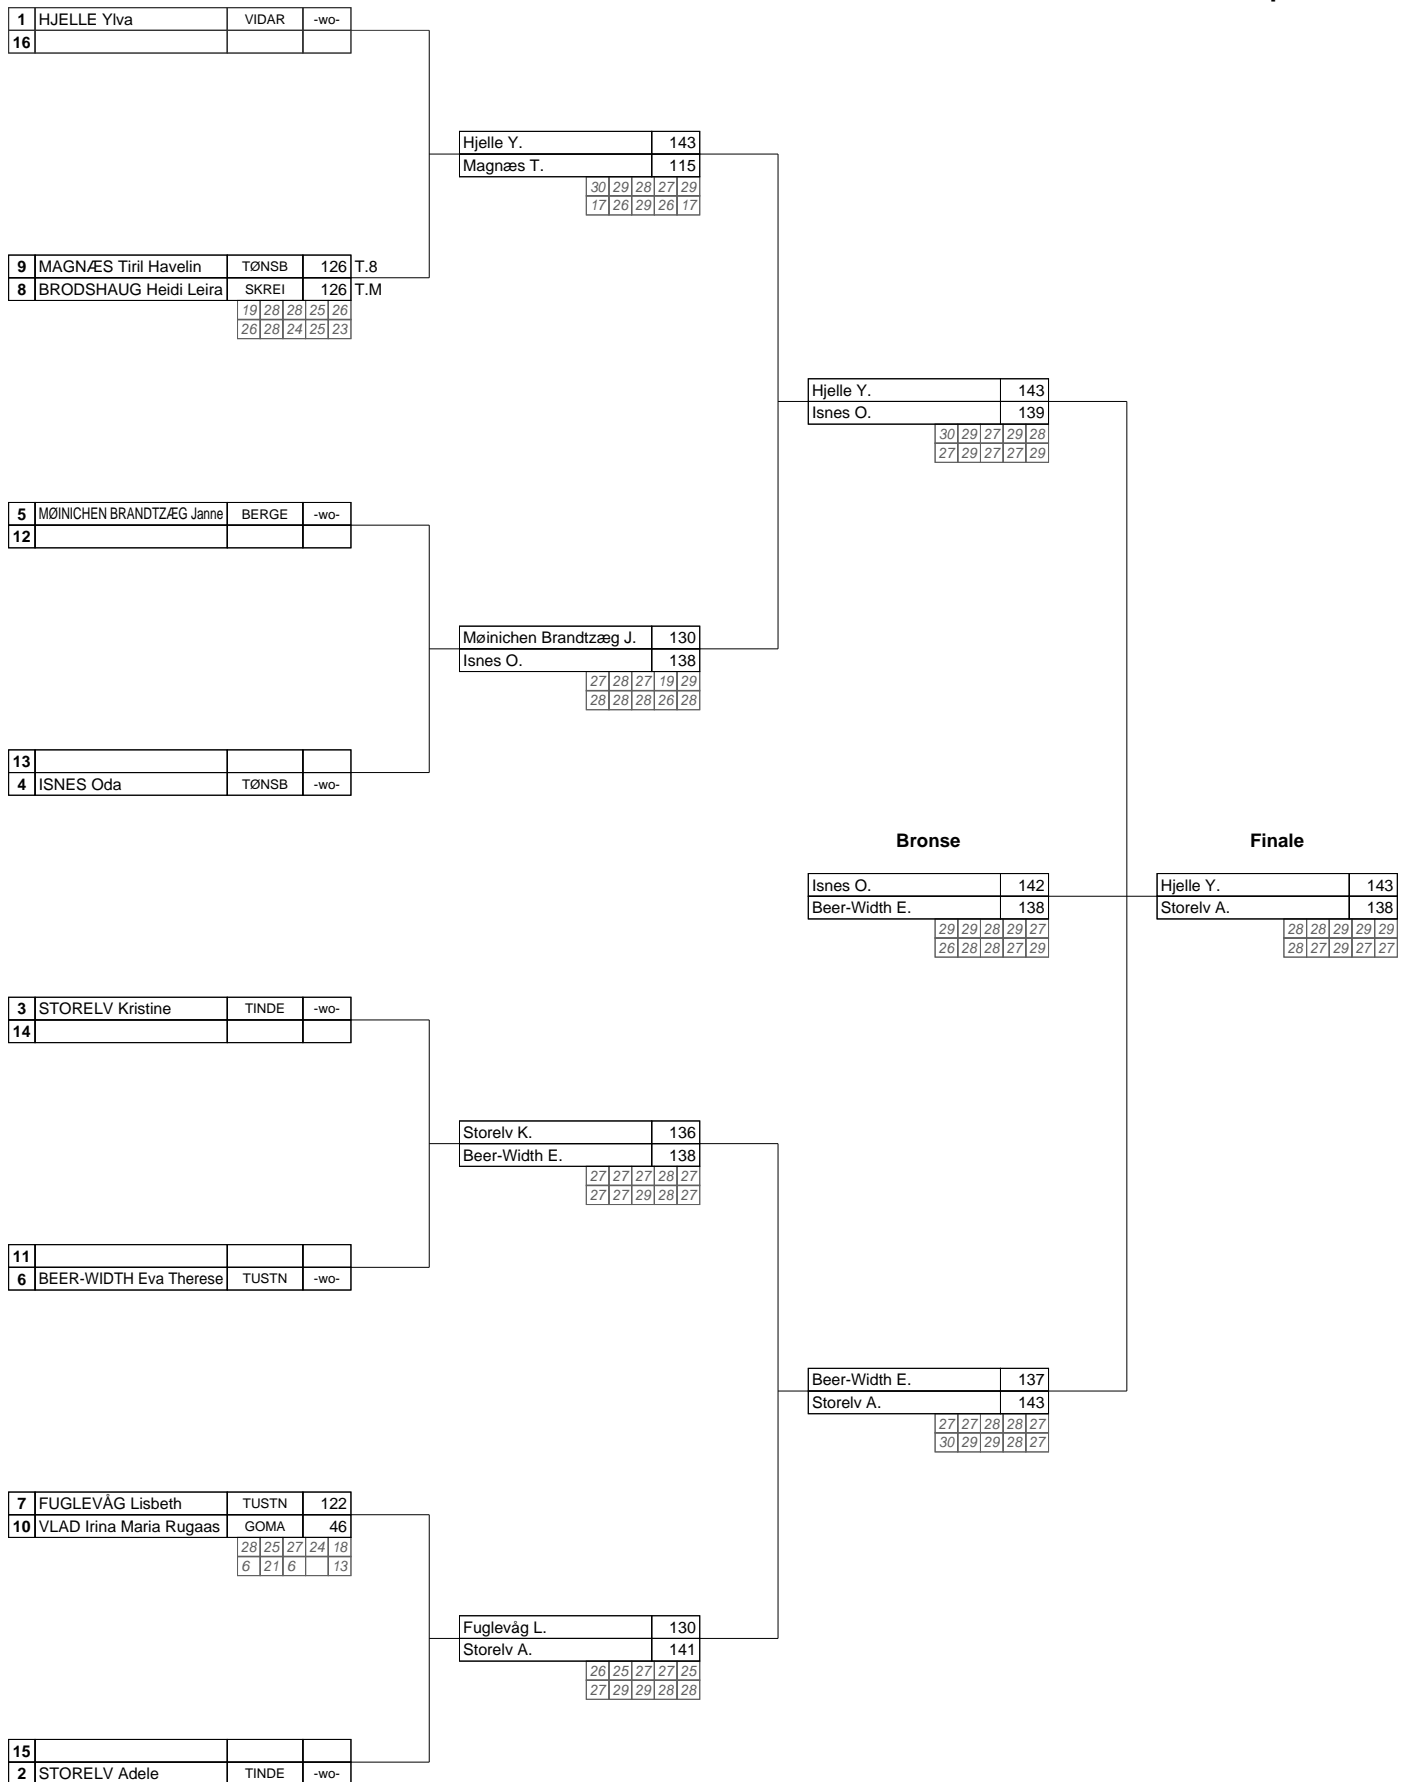 1 HJELLE Ylva VIDAR -wo-
16
Hjelle Y. 143
Magnæs T. 115
30 29 28 27 29
17 26 29 26 17
9 MAGNÆS Tiril Havelin TØNSB 126 T.8
8 BRODSHAUG Heidi Leira SKREI 126 T.M
19 28 28 25 26
26 28 24 25 23
Hjelle Y. 143
Isnes O. 139
30 29 27 29 28
27 29 27 27 29
5 MØINICHEN BRANDTZÆG Janne BERGE -wo-
12
Møinichen Brandtzæg J. 130
Isnes O. 138
27 28 27 19 29
28 28 28 26 28
13
4 ISNES Oda TØNSB -wo-
Bronse Finale
Isnes O. 142 Hjelle Y. 143
Beer-Width E. 138 Storelv A. 138
29 29 28 29 27 28 28 29 29 29
26 28 28 27 29 28 27 29 27 27
3 STORELV Kristine TINDE -wo-
14
Storelv K. 136
Beer-Width E. 138
27 27 27 28 27
27 27 29 28 27
11
6 BEER-WIDTH Eva Therese TUSTN -wo-
Beer-Width E. 137
Storelv A. 143
27 27 28 28 27
30 29 29 28 27
7 FUGLEVÅG Lisbeth TUSTN 122
10 VLAD Irina Maria Rugaas GOMA 46
28 25 27 24 18
6 21 6 13
Fuglevåg L. 130
Storelv A. 141
26 25 27 27 25
27 29 29 28 28
15
2 STORELV Adele TINDE -wo-